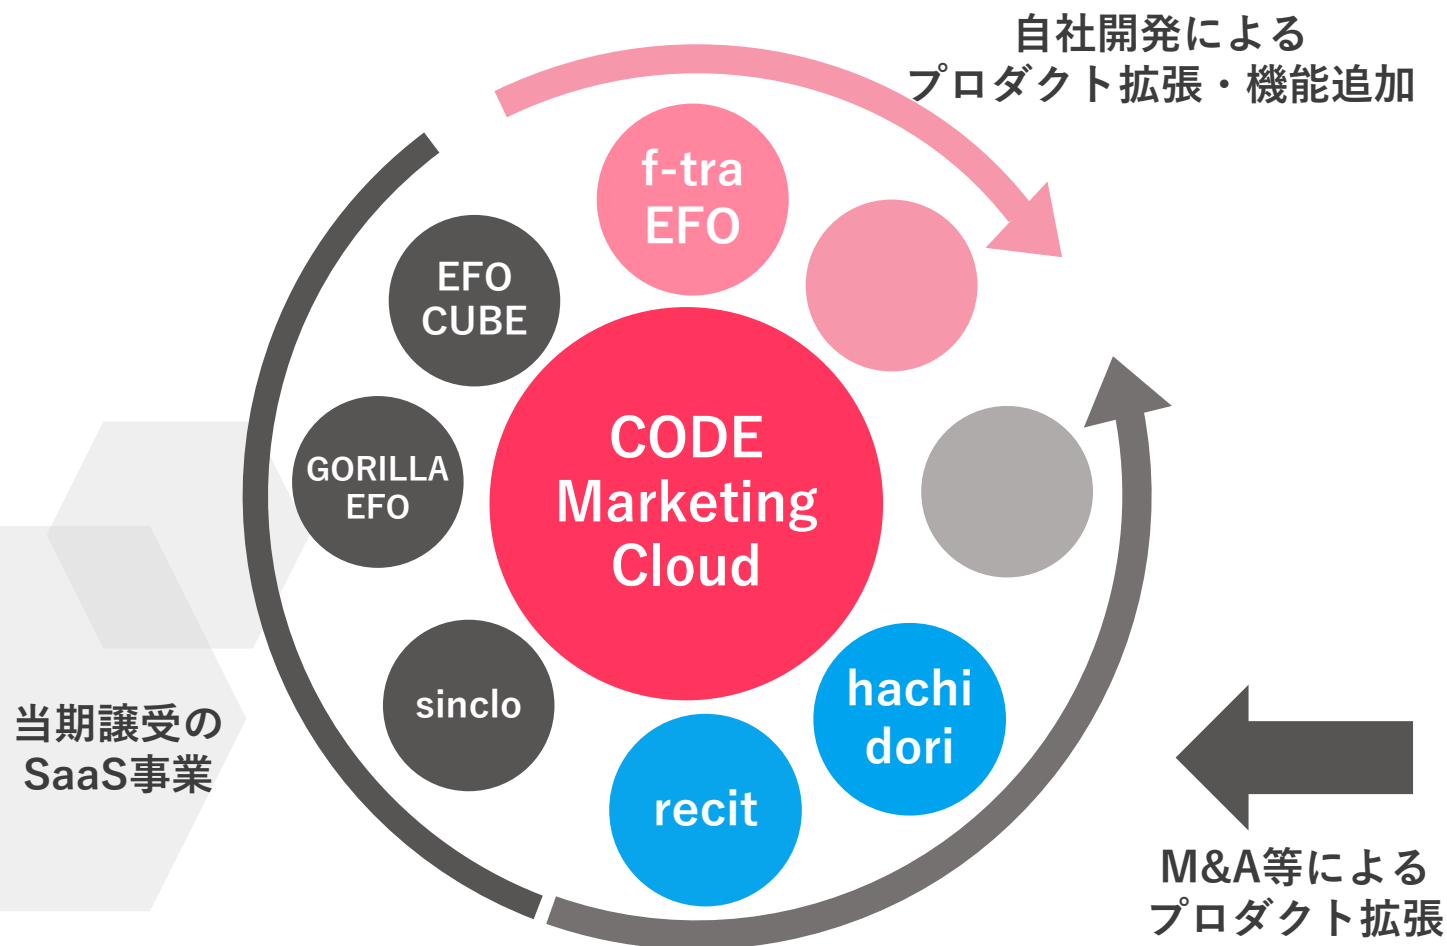 自社開発による
プロダクト拡張・機能追加
f-tra
EFO
EFO
CUBE
GORILLA
EFO
CODE
Marketing
Cloud
sinclo
recit
hachi
dori
当期譲受の
SaaS事業
M&A等による
プロダクト拡張